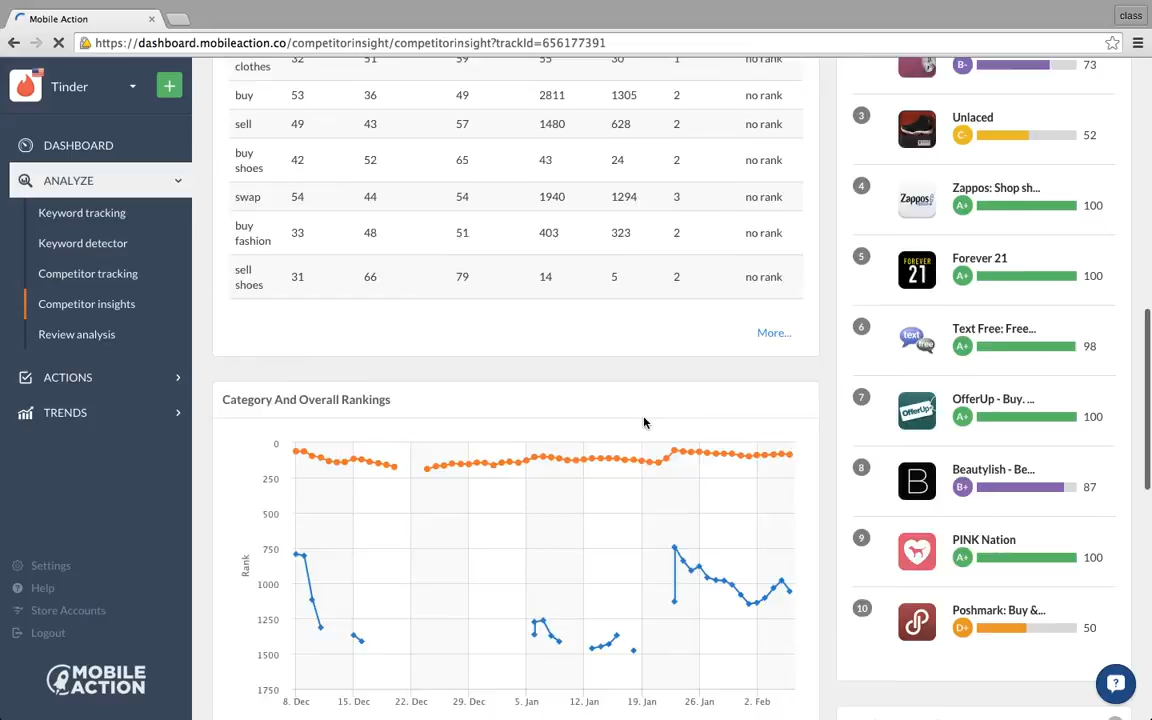 Mobile Action
class
https://dashboard.mobileaction.co/competitorinsight/competitorinsight?trackId=656177391
Tinder
DASHBOARD
ANALYZE
Keyword tracking
Keyword detector
Competitor tracking
Competitor insights
Review analysis
ACTIONS
TRENDS
Settings
Help
Store Accounts
Logout
MOBILE
ACTION
clothes 32 51 59 55 30 1 no rank
buy 53 36 49 2811 1305 2 no rank
sell 49 43 57 1480 628 2 no rank
buy
shoes 42 52 65 43 24 2 no rank
swap 54 44 54 1940 1294 3 no rank
buy
fashion 33 48 51 403 323 2 no rank
sell
shoes 31 66 79 14 5 2 no rank
More...
Category And Overall Rankings
Rank
0
250
500
750
1000
1250
1500
1750
8. Dec 15. Dec 22. Dec 29. Dec 5. Jan 12. Jan 19. Jan 26. Jan 2. Feb
B- 73
3 Unlaced
C- 52
4 Zappos Zappos: Shop sh...
A+ 100
5 FOREVER 21 Forever 21
A+ 100
6 text free Text Free: Free...
A+ 98
7 OfferUp OfferUp - Buy. ...
A+ 100
8 B Beautylish - Be...
B+ 87
9 PINK Nation
A+ 100
10 Poshmark: Buy &...
D+ 50